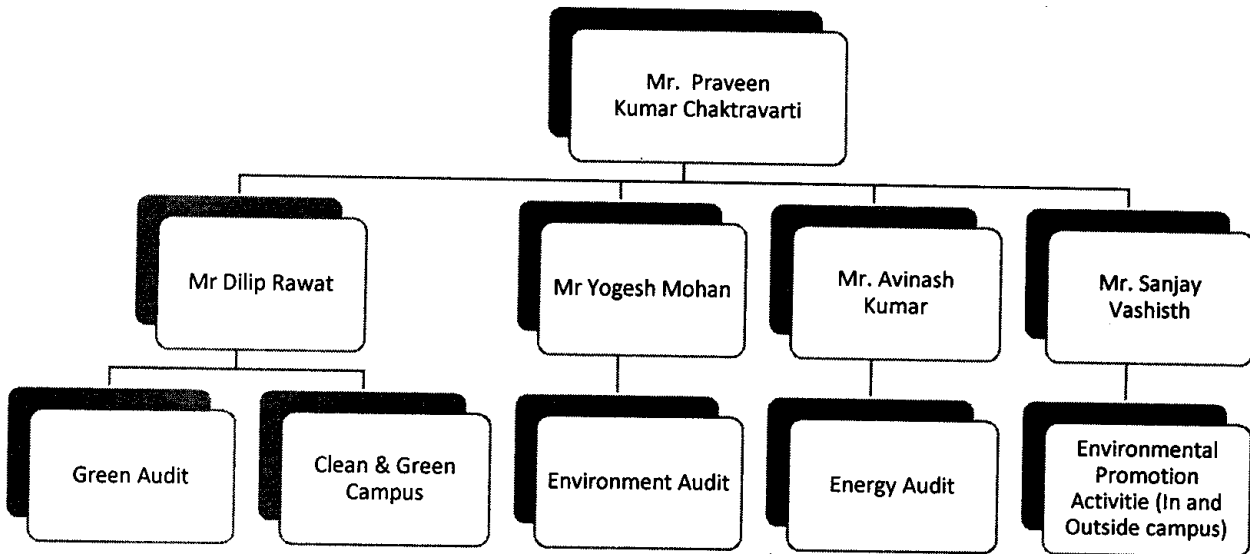 Mr. Praveen
Kumar Chaktravarti
Mr Dilip Rawat
Mr Yogesh Mohan
Mr. Avinash
Kumar
Mr. Sanjay
Vashisth
Green Audit
Clean & Green
Campus
Environment Audit
Energy Audit
Environmental
Promotion
Activitie (In and
Outside campus)